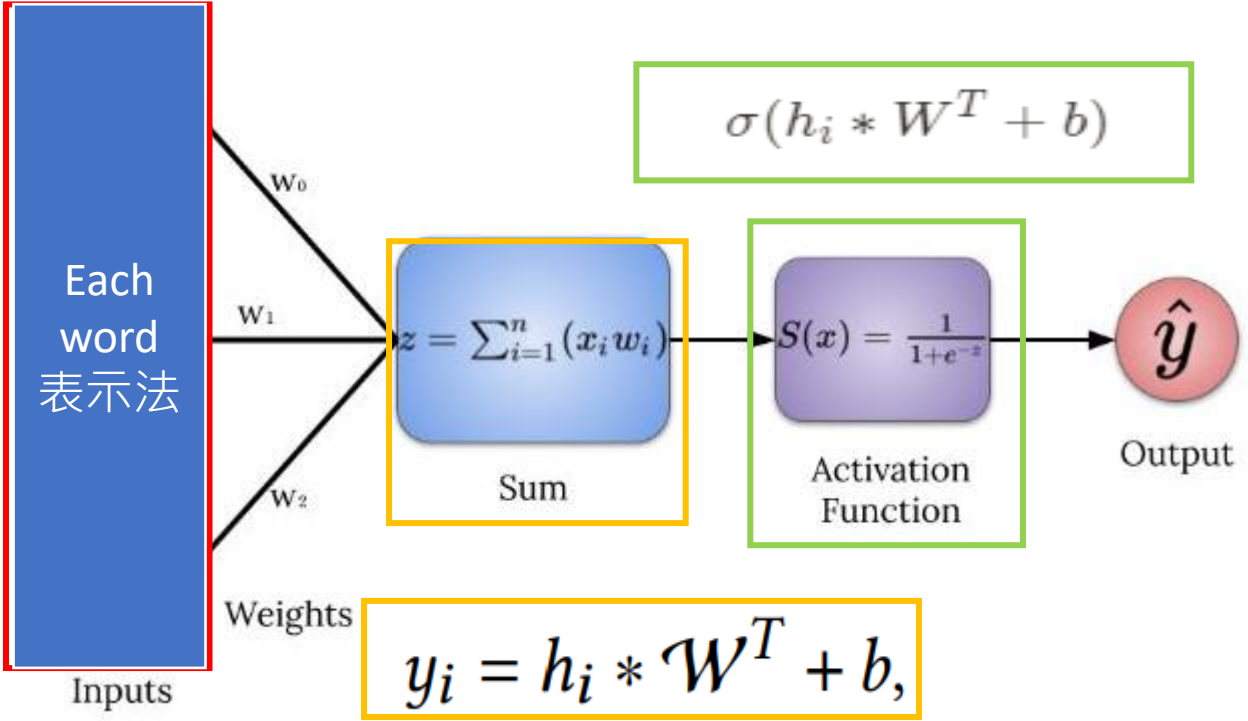 σ(h_i * W^T + b)
W₀
Each
word
表示法
W₁
z = ∑_{i=1}^{n} (x_i w_i)
S(x) = \frac{1}{1+e^{-z}}
ŷ
W₂
Sum
Activation
Function
Output
Weights
y_i = h_i * 𝒲^T + b,
Inputs